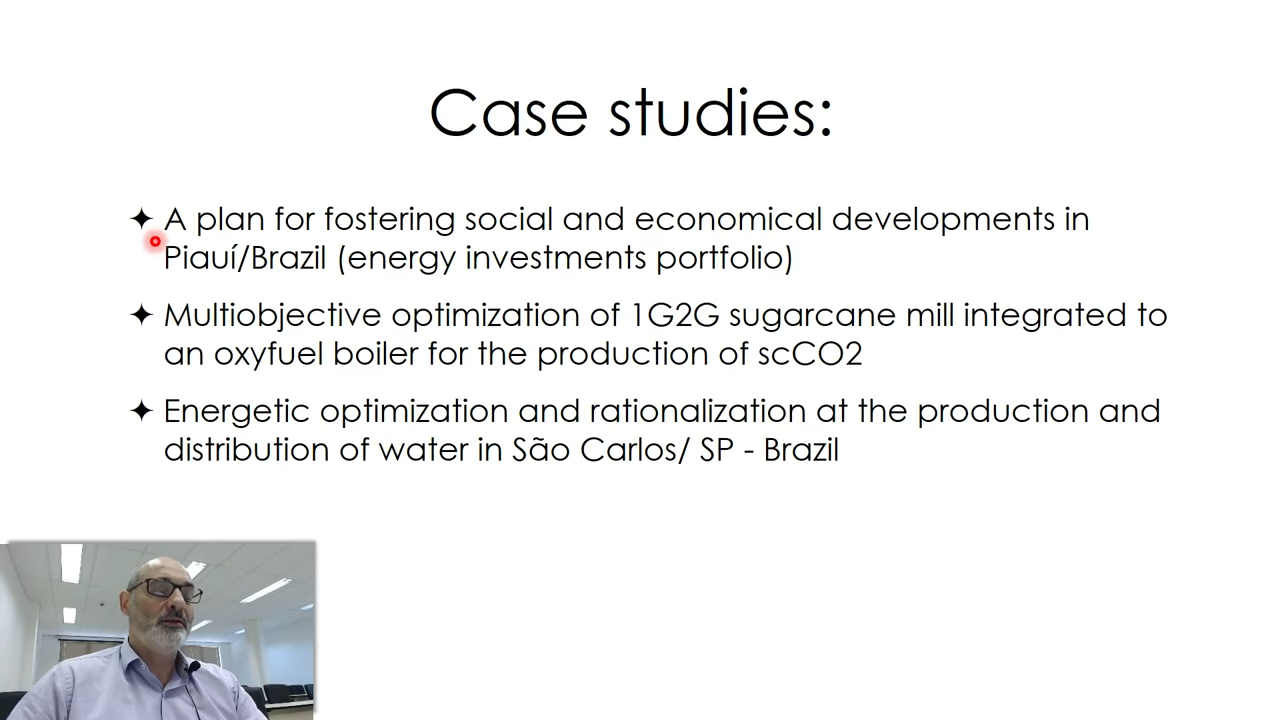 Case studies:
✦ A plan for fostering social and economical developments in
Piauí/Brazil (energy investments portfolio)
✦ Multiobjective optimization of 1G2G sugarcane mill integrated to
an oxyfuel boiler for the production of scCO2
✦ Energetic optimization and rationalization at the production and
distribution of water in São Carlos/ SP - Brazil